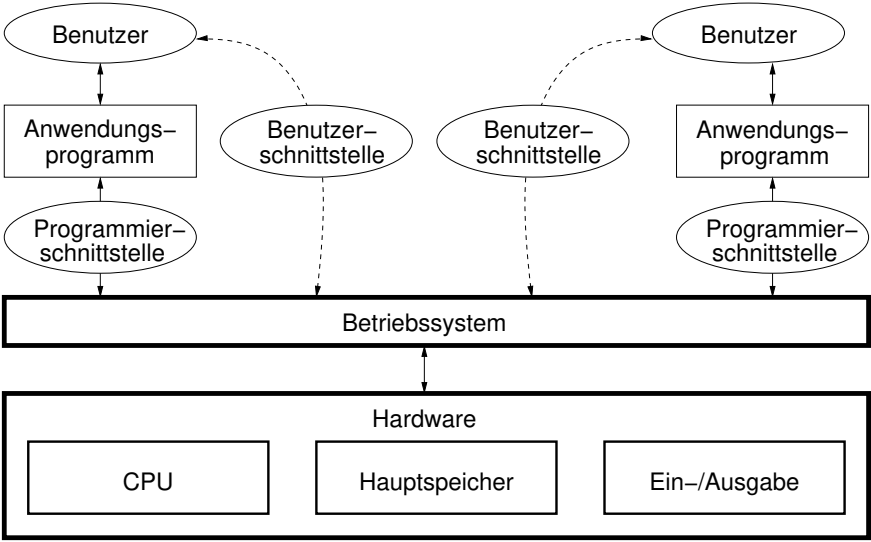 Benutzer
Benutzer
Anwendungs−
programm
Benutzer−
schnittstelle
Benutzer−
schnittstelle
Anwendungs−
programm
Programmier−
schnittstelle
Programmier−
schnittstelle
Betriebssystem
Hardware
CPU
Hauptspeicher
Ein−/Ausgabe